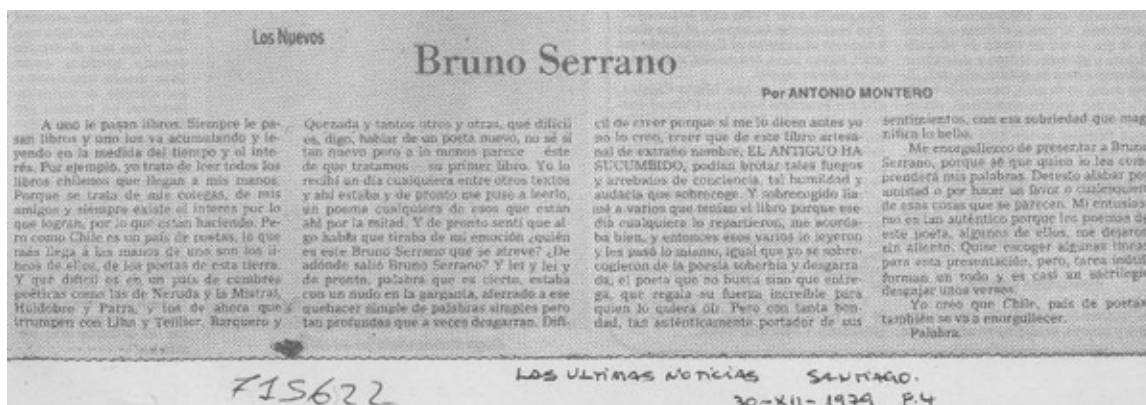 Los Nuevos
Bruno Serrano
Por ANTONIO MONTERO
A uno le pasan libros. Siempre le pa-
san libros y uno los va acumulando y le-
yendo en la medida del tiempo y el inte-
rés. Por ejemplo, yo trato de leer todos los
libros chilenos que llegan a mis manos.
Porque se trata de mis colegas, de mis
amigos y siempre existe el interés por lo
que logran, por lo que están haciendo. Pe-
ro como Chile es un país de poetas, lo que
más llega a las manos de uno son los li-
bros de ellos, de los poetas de esta tierra.
Y qué difícil es en un país de cumbres
poéticas como las de Neruda y la Mistral,
Huidobro y Parra, y los de ahora que
irrumpen con Lihn y Teillier, Barquero y
Quezada y tantos otros y otras, qué difícil
es, digo, hablar de un poeta nuevo, no sé si
tan nuevo pero a lo menos parece éste
de que tratamos su primer libro. Yo lo
recibí un día cualquiera entre otros textos
y ahí estaba y de pronto me puse a leerlo,
un poema cualquiera de esos que están
ahí por la mitad. Y de pronto sentí que al-
go había que tiraba de mi emoción ¿quién
es este Bruno Serrano que se atreve? ¿De
adónde salió Bruno Serrano? Y leí y leí y
de pronto, palabra que es cierto, estaba
con un nudo en la garganta, aferrado a ese
quehacer simple de palabras simples pero
tan profundas que a veces desgarran. Difí-
cil de creer porque si me lo dicen antes yo
no lo creo, creer que de este libro artesa-
nal de extraño nombre, EL ANTIGUO HA
SUCUMBIDO, podían brotar tales fuegos
y arrebatos de conciencia, tal humildad y
audacia que sobrecoge. Y sobrecogido lla-
mé a varios que tenían el libro porque ese
día cualquiera lo repartieron, me acorda-
ba bien, y entonces esos varios lo leyeron
y les pasó lo mismo, igual que yo se sobre-
cogieron de la poesía soberbia y desgarra-
da, el poeta que no busca sino que entre-
ga, que regala su fuerza increíble para
quien lo quiera oír. Pero con tanta bon-
dad, tan auténticamente portador de sus
sentimientos, con esa sobriedad que mag-
nifica lo bello.
Me enorgullezco de presentar a Bruno
Serrano, porque sé que quien lo lea com-
prenderá mis palabras. Detesto alabar por
amistad o por hacer un favor o cualesquiera
de esas cosas que se parecen. Mi entusias-
mo es tan auténtico porque los poemas de
este poeta, algunos de ellos, me dejaron
sin aliento. Quise escoger algunas líneas
para esta presentación, pero, tarea inútil
forman un todo y es casi un sacrilegio
desgajar unos versos.
Yo creo que Chile, país de poetas
también se va a enorgullecer.
Palabra.
715622
LAS ULTIMAS NOTICIAS SANTIAGO.
30-XII-1979 P.4